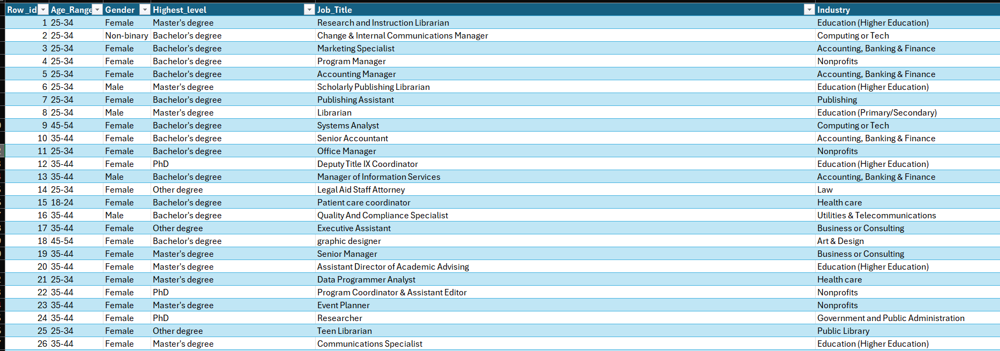 Row_id Age_Range Gender Highest_level Job_Title Industry
1 25-34 Female Master's degree Research and Instruction Librarian Education (Higher Education)
2 25-34 Non-binary Bachelor's degree Change & Internal Communications Manager Computing or Tech
3 25-34 Female Bachelor's degree Marketing Specialist Accounting, Banking & Finance
4 25-34 Female Bachelor's degree Program Manager Nonprofits
5 25-34 Female Bachelor's degree Accounting Manager Accounting, Banking & Finance
6 25-34 Male Master's degree Scholarly Publishing Librarian Education (Higher Education)
7 25-34 Female Bachelor's degree Publishing Assistant Publishing
8 25-34 Male Master's degree Librarian Education (Primary/Secondary)
9 45-54 Female Bachelor's degree Systems Analyst Computing or Tech
10 35-44 Female Bachelor's degree Senior Accountant Accounting, Banking & Finance
11 25-34 Female Bachelor's degree Office Manager Nonprofits
12 35-44 Female PhD Deputy Title IX Coordinator Education (Higher Education)
13 35-44 Male Bachelor's degree Manager of Information Services Accounting, Banking & Finance
14 25-34 Female Other degree Legal Aid Staff Attorney Law
15 18-24 Female Bachelor's degree Patient care coordinator Health care
16 35-44 Male Bachelor's degree Quality And Compliance Specialist Utilities & Telecommunications
17 35-44 Female Other degree Executive Assistant Business or Consulting
18 45-54 Female Bachelor's degree graphic designer Art & Design
19 35-44 Female Master's degree Senior Manager Business or Consulting
20 35-44 Female Master's degree Assistant Director of Academic Advising Education (Higher Education)
21 25-34 Female Master's degree Data Programmer Analyst Health care
22 35-44 Female PhD Program Coordinator & Assistant Editor Nonprofits
23 35-44 Female Master's degree Event Planner Nonprofits
24 35-44 Female PhD Researcher Government and Public Administration
25 25-34 Female Other degree Teen Librarian Public Library
26 35-44 Female Master's degree Communications Specialist Education (Higher Education)